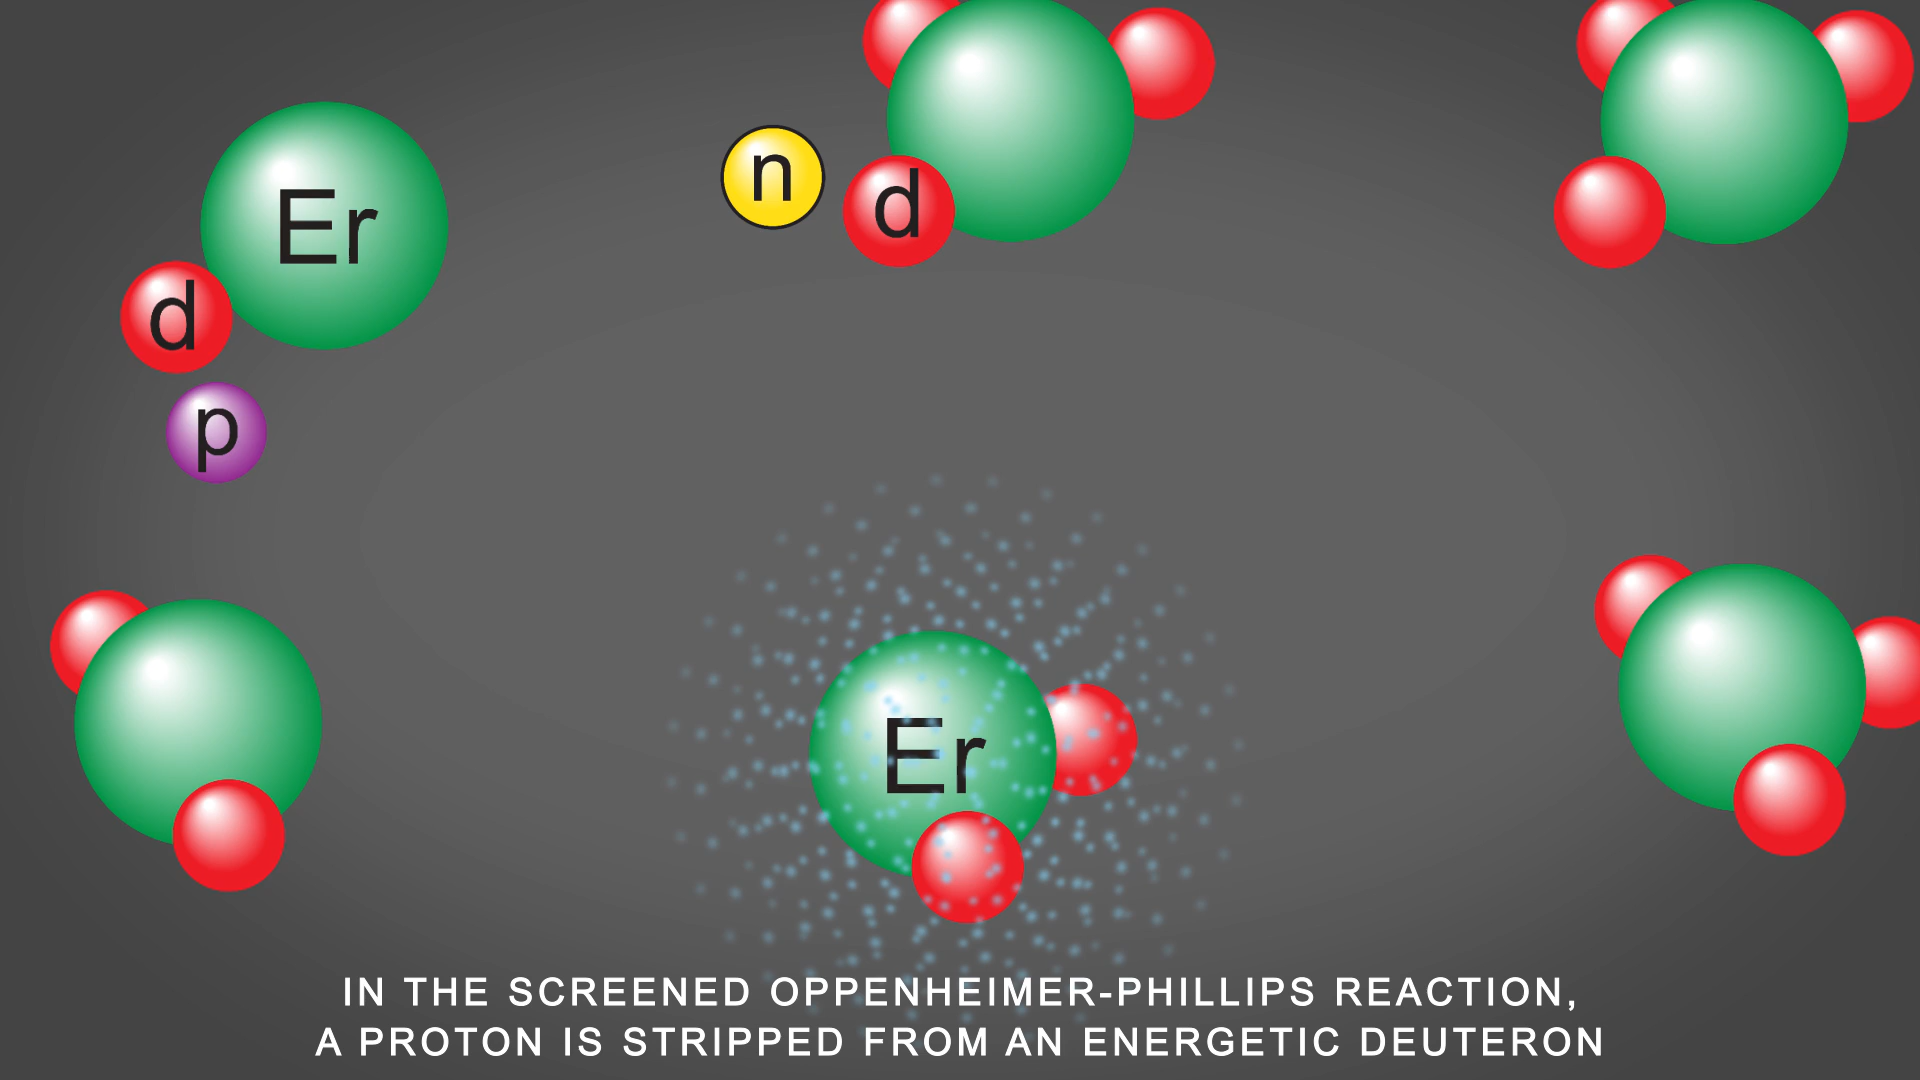 Er
d
p
n
d
Er
IN THE SCREENED OPPENHEIMER-PHILLIPS REACTION,
A PROTON IS STRIPPED FROM AN ENERGETIC DEUTERON